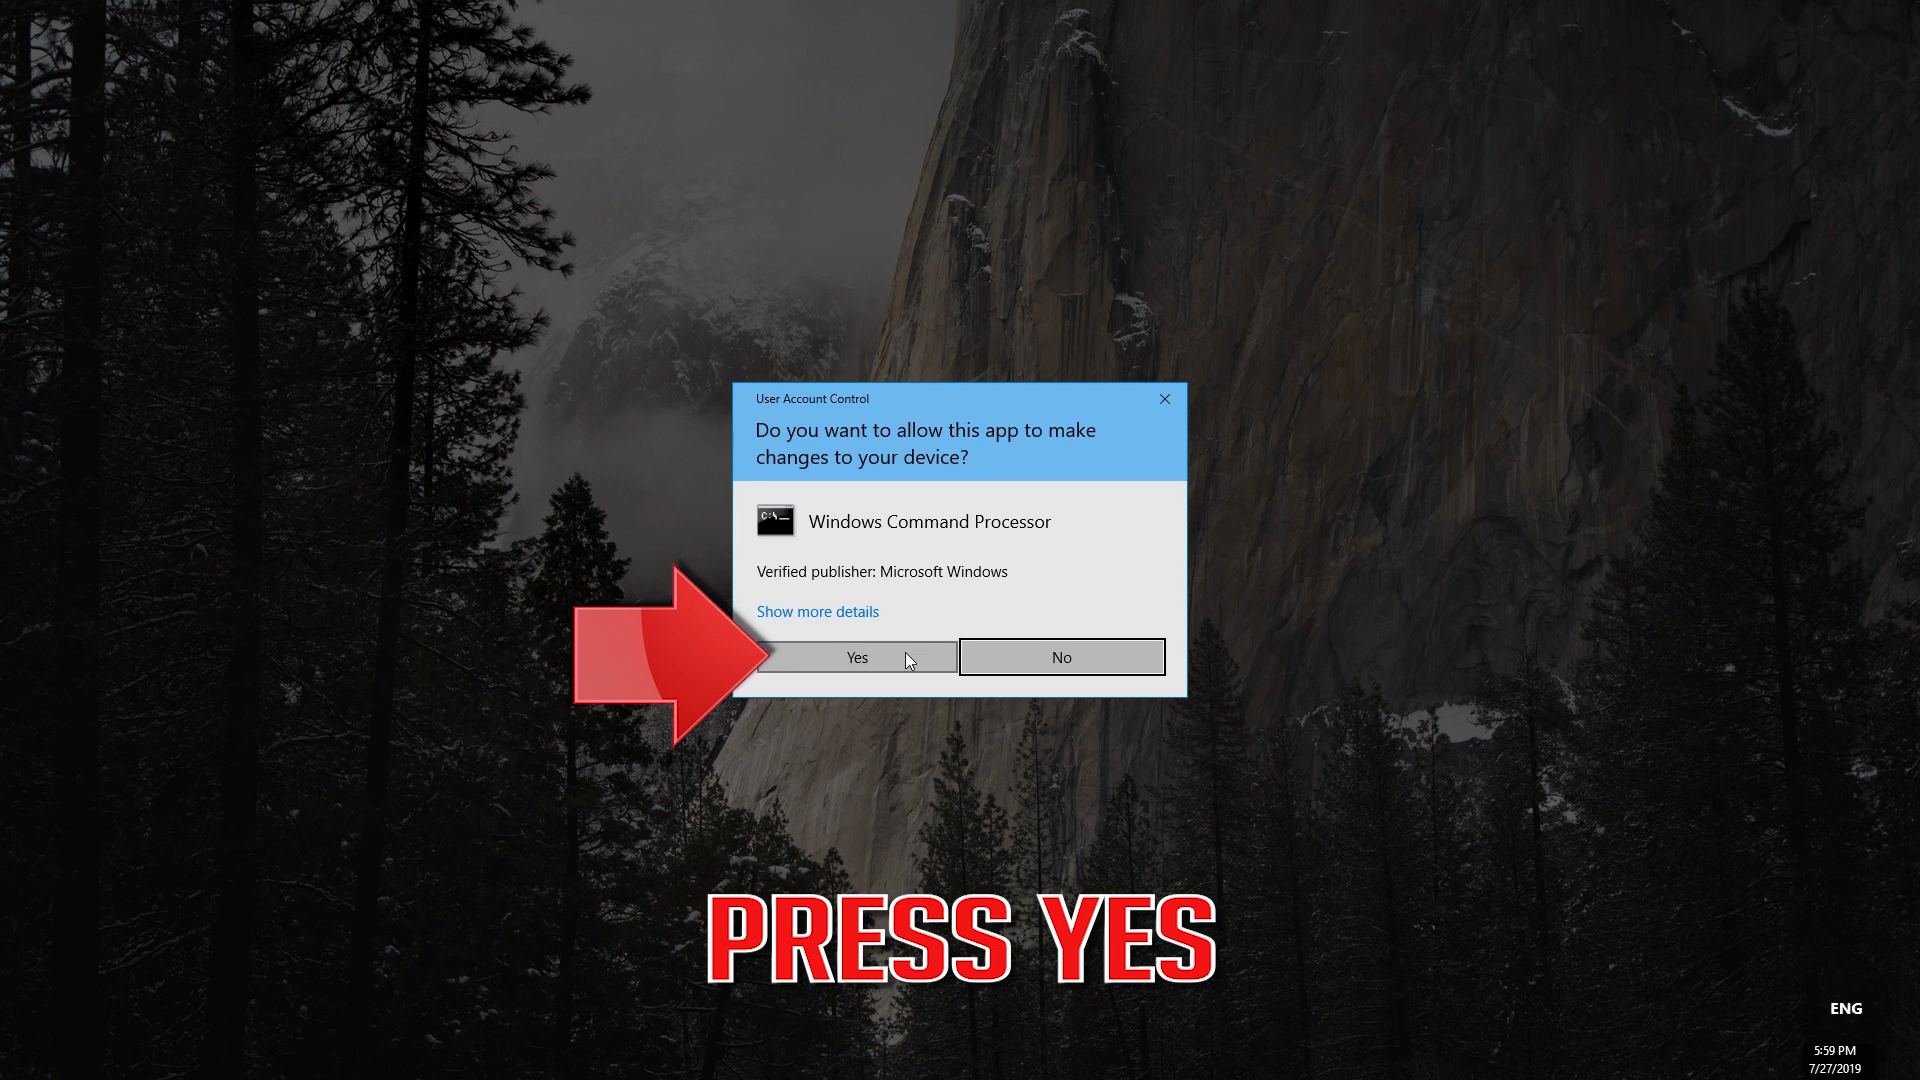 User Account Control
Do you want to allow this app to make
changes to your device?
C:\_
Windows Command Processor
Verified publisher: Microsoft Windows
Show more details
Yes
No
PRESS YES
ENG
5:59 PM
7/27/2019